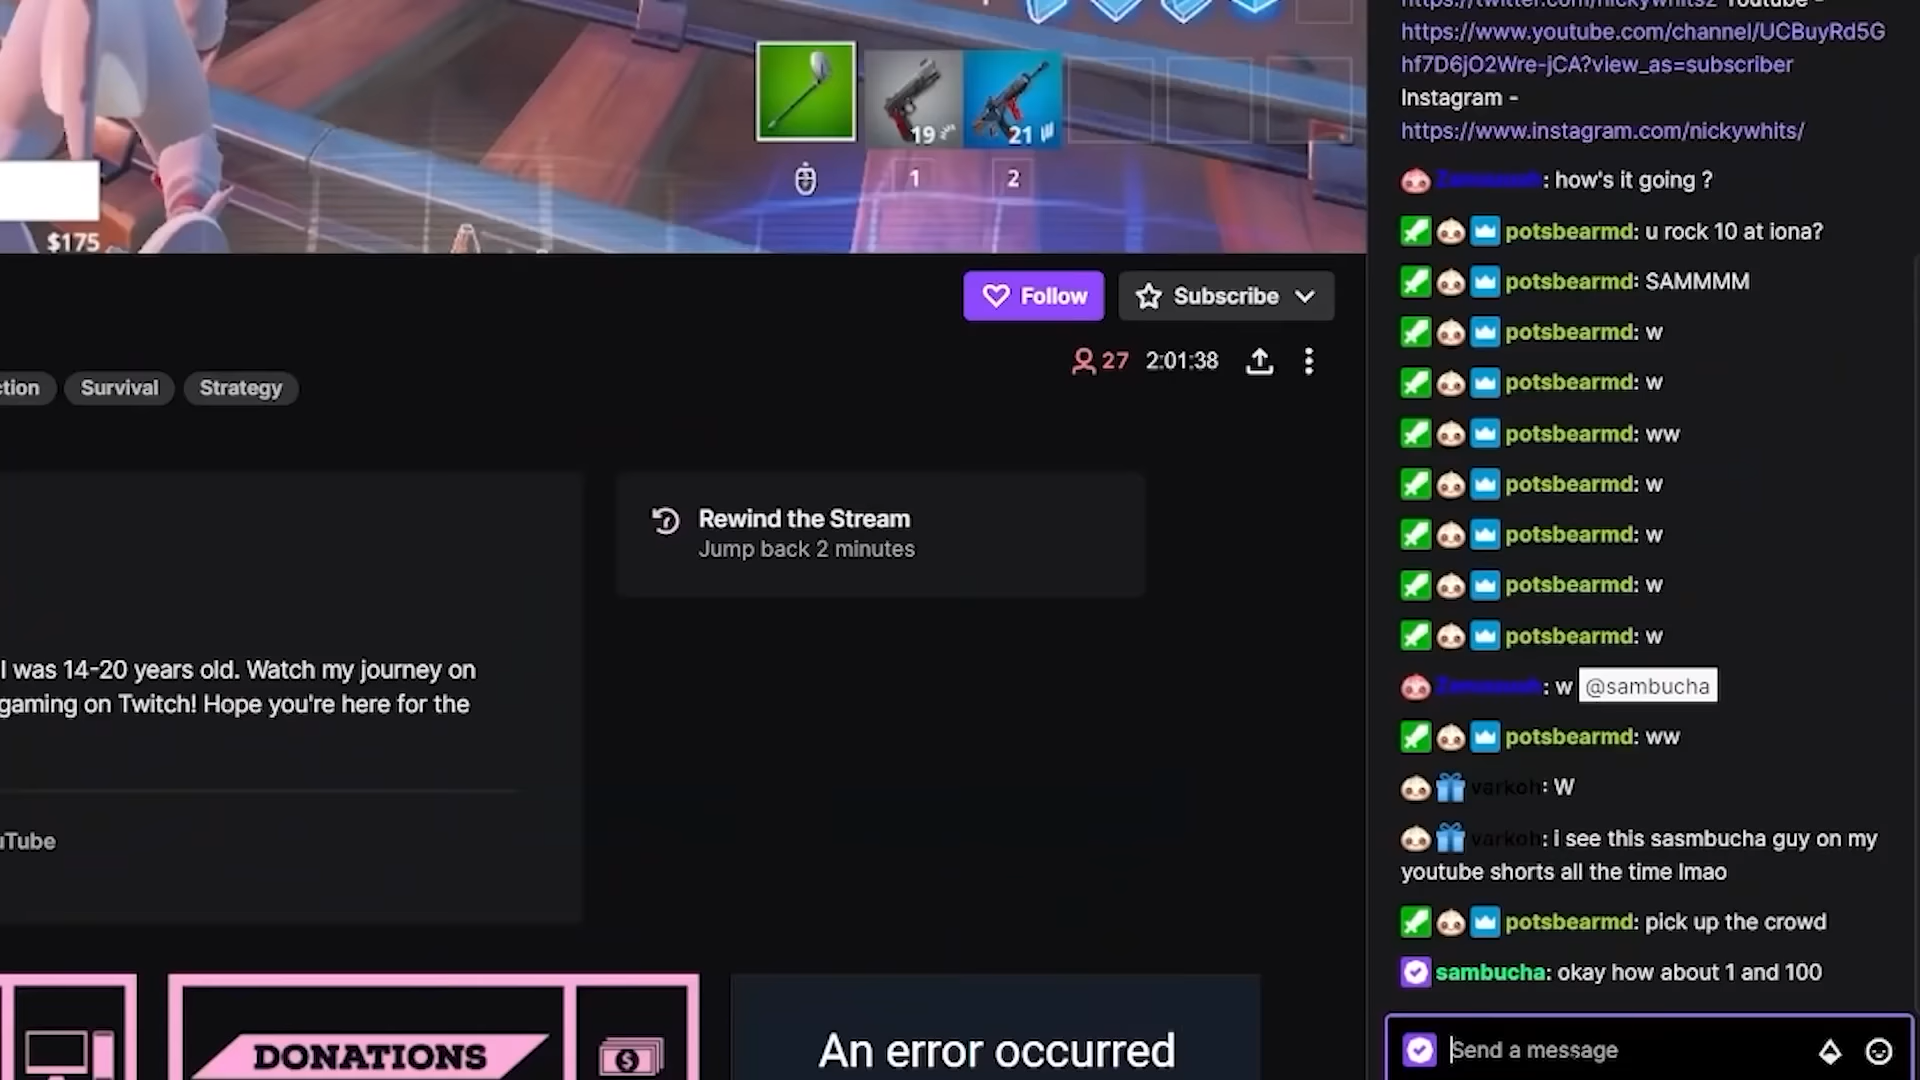 19
21
1
2
$175
Follow
Subscribe
27 2:01:38
Survival
Strategy
Rewind the Stream
Jump back 2 minutes
I was 14-20 years old. Watch my journey on
gaming on Twitch! Hope you're here for the
DONATIONS
An error occurred
https://www.youtube.com/channel/UCBuyRd5G
hf7D6jO2Wre-jCA?view_as=subscriber
Instagram -
https://www.instagram.com/nickywhits/
: how's it going ?
potsbearmd: u rock 10 at iona?
potsbearmd: SAMMMM
potsbearmd: w
potsbearmd: w
potsbearmd: ww
potsbearmd: w
potsbearmd: w
potsbearmd: w
potsbearmd: w
: w @sambucha
potsbearmd: ww
varkoh: W
varkoh: i see this sasmbucha guy on my
youtube shorts all the time lmao
potsbearmd: pick up the crowd
sambucha: okay how about 1 and 100
Send a message